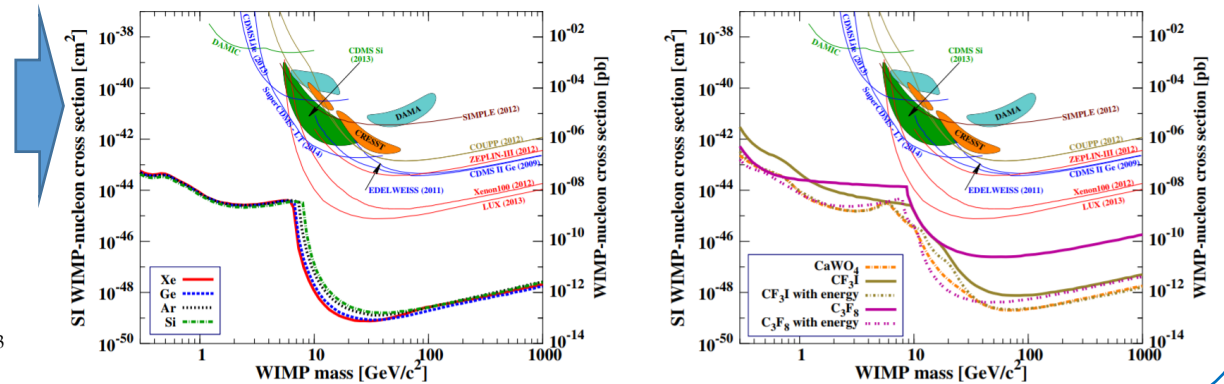 SI WIMP-nucleon cross section [cm²]
10⁻³⁸
10⁻⁴⁰
10⁻⁴²
10⁻⁴⁴
10⁻⁴⁶
10⁻⁴⁸
10⁻⁵⁰
DAMIC
CDMSLite (2013)
CDMS Si
(2013)
DAMA
SIMPLE (2012)
SuperCDMS - LT (2014)
CRESST
COUPP (2012)
ZEPLIN-III (2012)
CDMS II Ge (2009)
EDELWEISS (2011)
Xenon100 (2012)
LUX (2013)
Xe
Ge
Ar
Si
1 10 100 1000
WIMP mass [GeV/c²]
10⁻⁰²
10⁻⁰⁴
10⁻⁰⁶
10⁻⁰⁸
10⁻¹⁰
10⁻¹²
10⁻¹⁴
WIMP-nucleon cross section [pb]
3
SI WIMP-nucleon cross section [cm²]
10⁻³⁸
10⁻⁴⁰
10⁻⁴²
10⁻⁴⁴
10⁻⁴⁶
10⁻⁴⁸
10⁻⁵⁰
DAMIC
CDMSLite (2013)
CDMS Si
(2013)
DAMA
SIMPLE (2012)
SuperCDMS - LT (2014)
CRESST
COUPP (2012)
ZEPLIN-III (2012)
CDMS II Ge (2009)
EDELWEISS (2011)
Xenon100 (2012)
LUX (2013)
CaWO₄
CF₃I
CF₃I with energy
C₃F₈
C₃F₈ with energy
1 10 100 1000
WIMP mass [GeV/c²]
10⁻⁰²
10⁻⁰⁴
10⁻⁰⁶
10⁻⁰⁸
10⁻¹⁰
10⁻¹²
10⁻¹⁴
WIMP-nucleon cross section [pb]